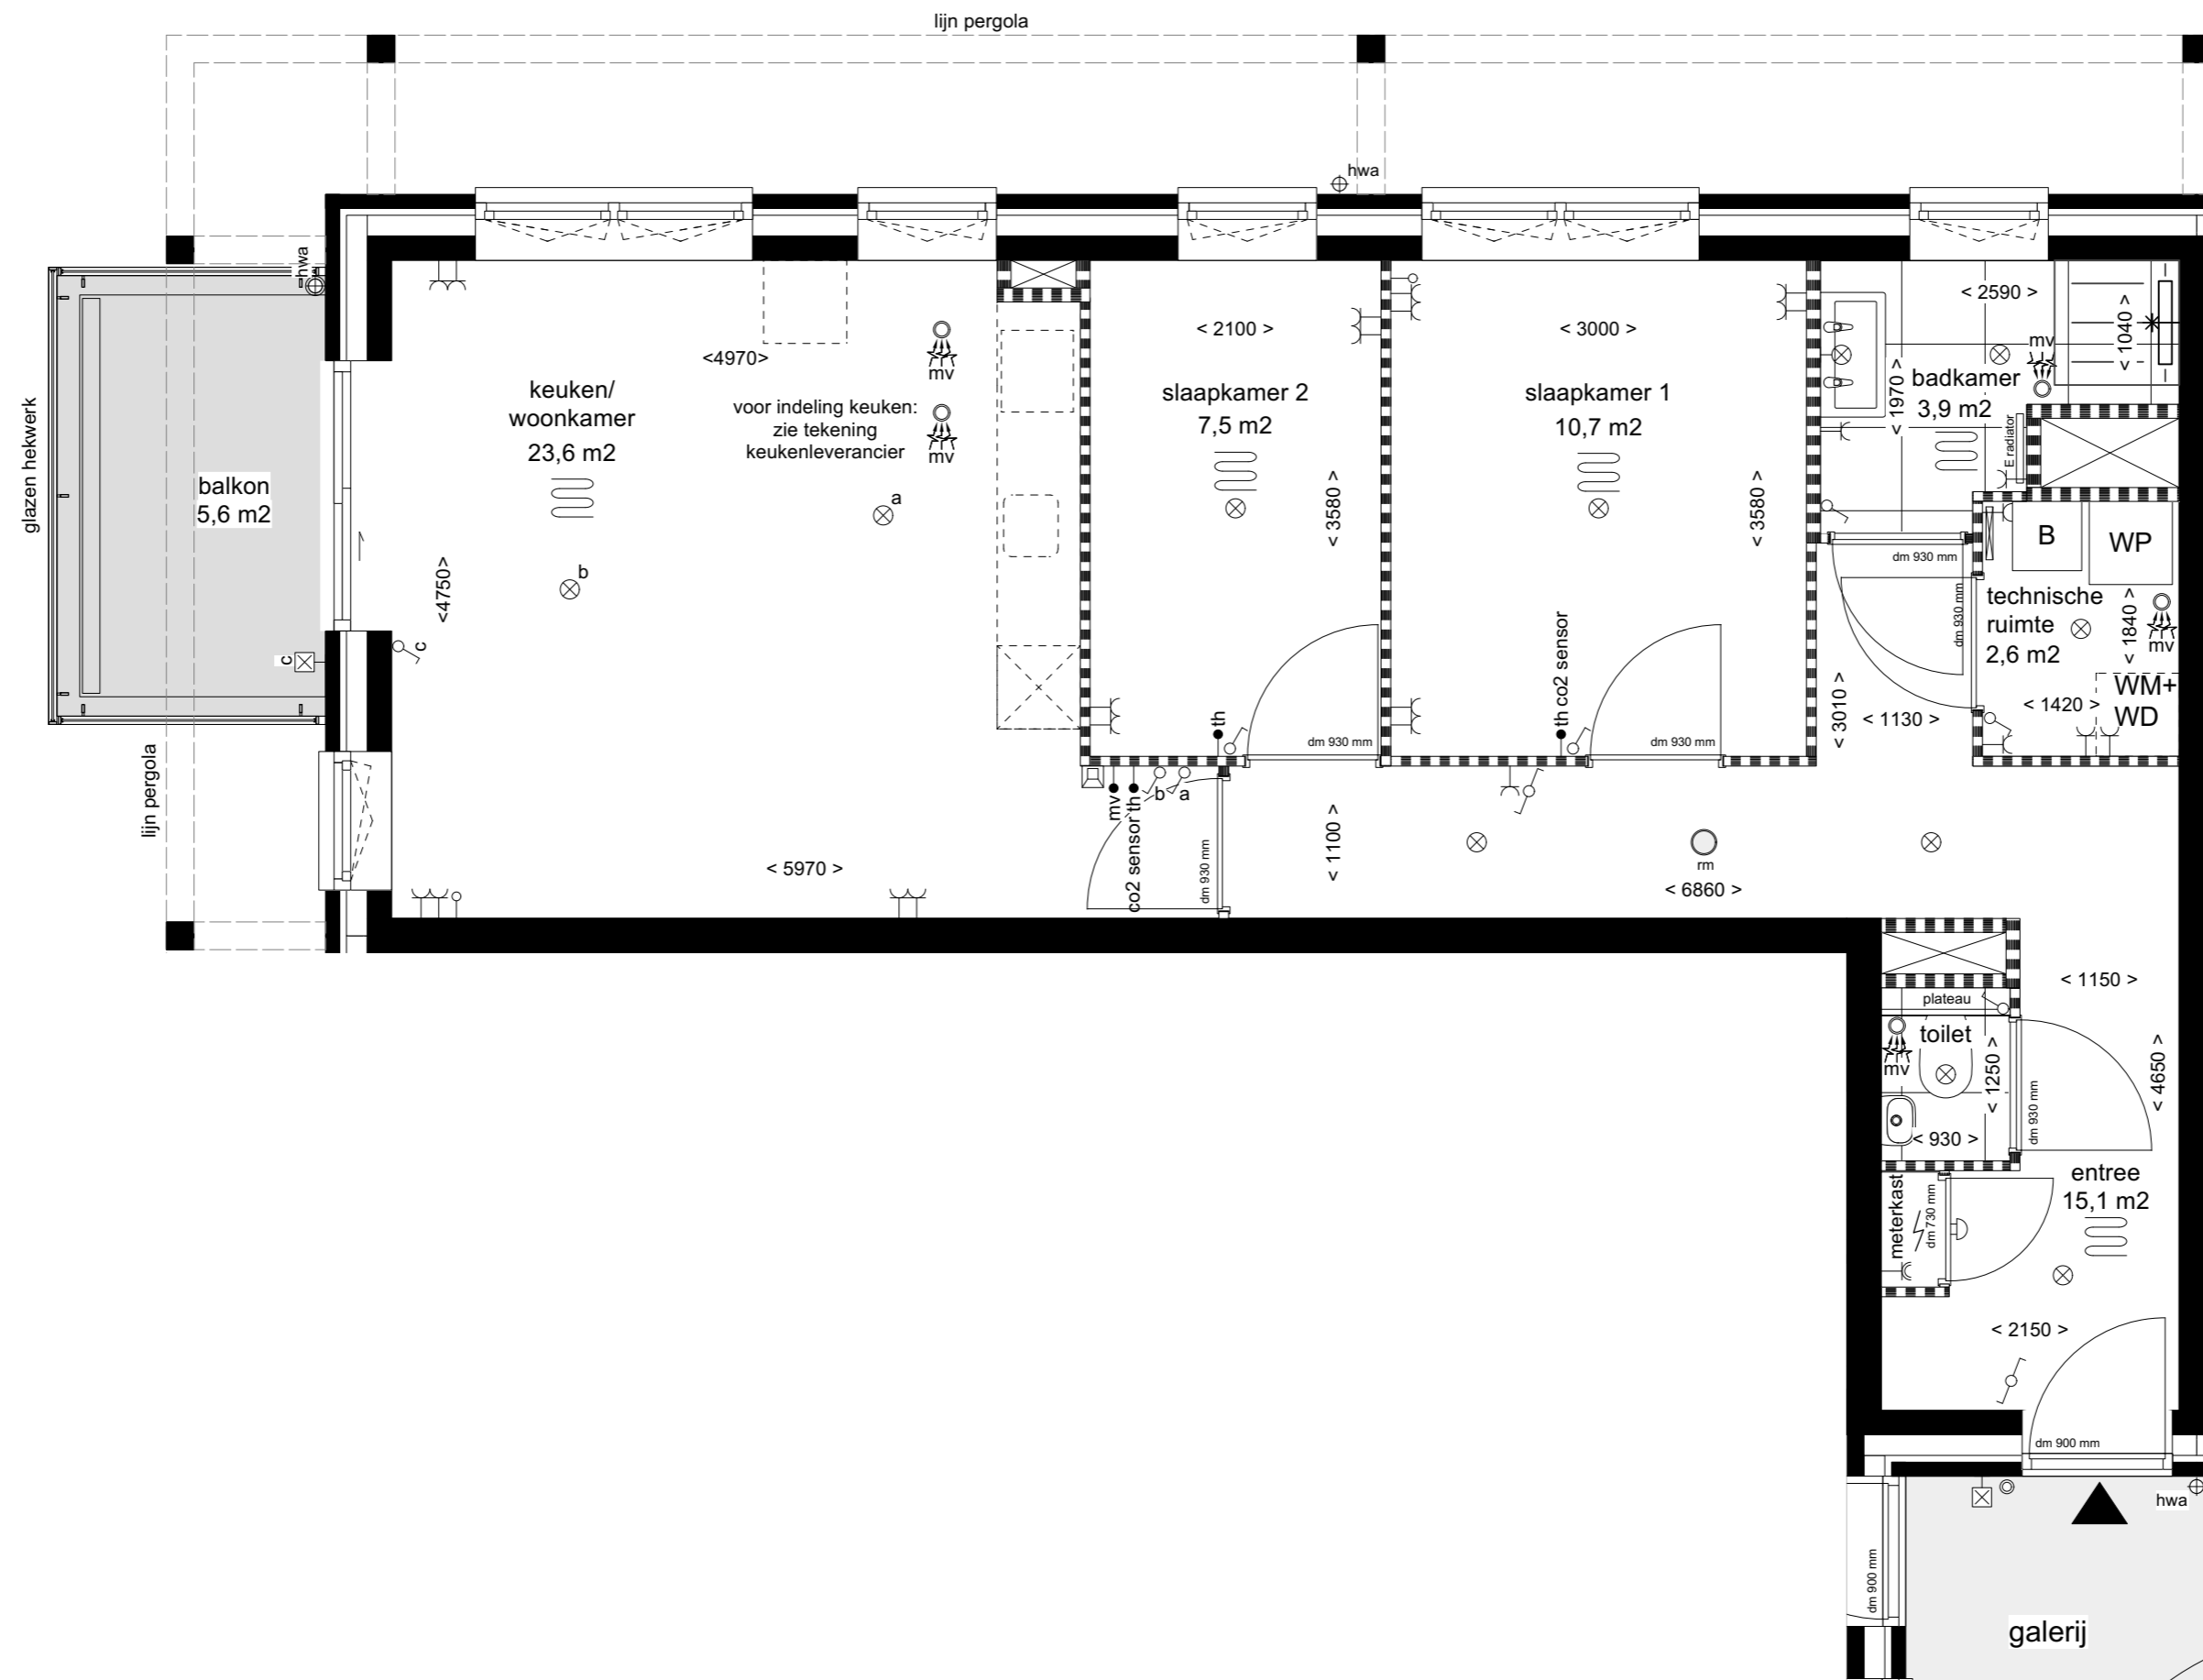 lijn pergola
hwa
hwa
glazen hekwerk
balkon
5,6 m2
c
lijn pergola
keuken/
woonkamer
23,6 m2
<4970>
voor indeling keuken:
zie tekening
keukenleverancier
mv
mv
a
b
<4750>
c
< 5970 >
mv
co2 sensor th
b
a
dm 930 mm
< 2100 >
slaapkamer 2
7,5 m2
< 3580 >
th
dm 930 mm
< 3000 >
slaapkamer 1
10,7 m2
< 3580 >
th co2 sensor
dm 930 mm
< 2590 >
< 1040 >
mv
< 1970 >
badkamer
3,9 m2
E radiator
dm 930 mm
dm 930 mm
B
WP
technische
ruimte
2,6 m2
< 1840 >
mv
< 1420 >
WM+
WD
< 3010 >
< 1130 >
< 1100 >
rm
< 6860 >
< 1150 >
plateau
toilet
mv
< 1250 >
< 930 >
dm 930 mm
< 4650 >
meterkast
dm 730 mm
entree
15,1 m2
< 2150 >
dm 900 mm
hwa
dm 900 mm
galerij